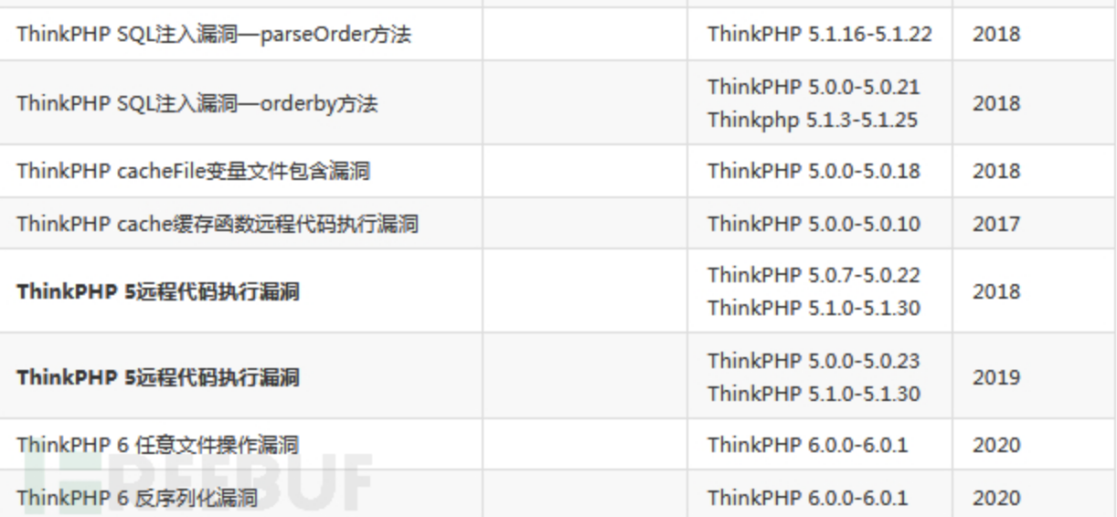 ThinkPHP SQL注入漏洞—parseOrder方法 ThinkPHP 5.1.16-5.1.22 2018
ThinkPHP SQL注入漏洞—orderby方法 ThinkPHP 5.0.0-5.0.21 2018
Thinkphp 5.1.3-5.1.25
ThinkPHP cacheFile变量文件包含漏洞 ThinkPHP 5.0.0-5.0.18 2018
ThinkPHP cache缓存函数远程代码执行漏洞 ThinkPHP 5.0.0-5.0.10 2017
ThinkPHP 5远程代码执行漏洞 ThinkPHP 5.0.7-5.0.22 2018
ThinkPHP 5.1.0-5.1.30
ThinkPHP 5远程代码执行漏洞 ThinkPHP 5.0.0-5.0.23 2019
ThinkPHP 5.1.0-5.1.30
ThinkPHP 6 任意文件操作漏洞 ThinkPHP 6.0.0-6.0.1 2020
ThinkPHP 6 反序列化漏洞 ThinkPHP 6.0.0-6.0.1 2020
FREEBUF